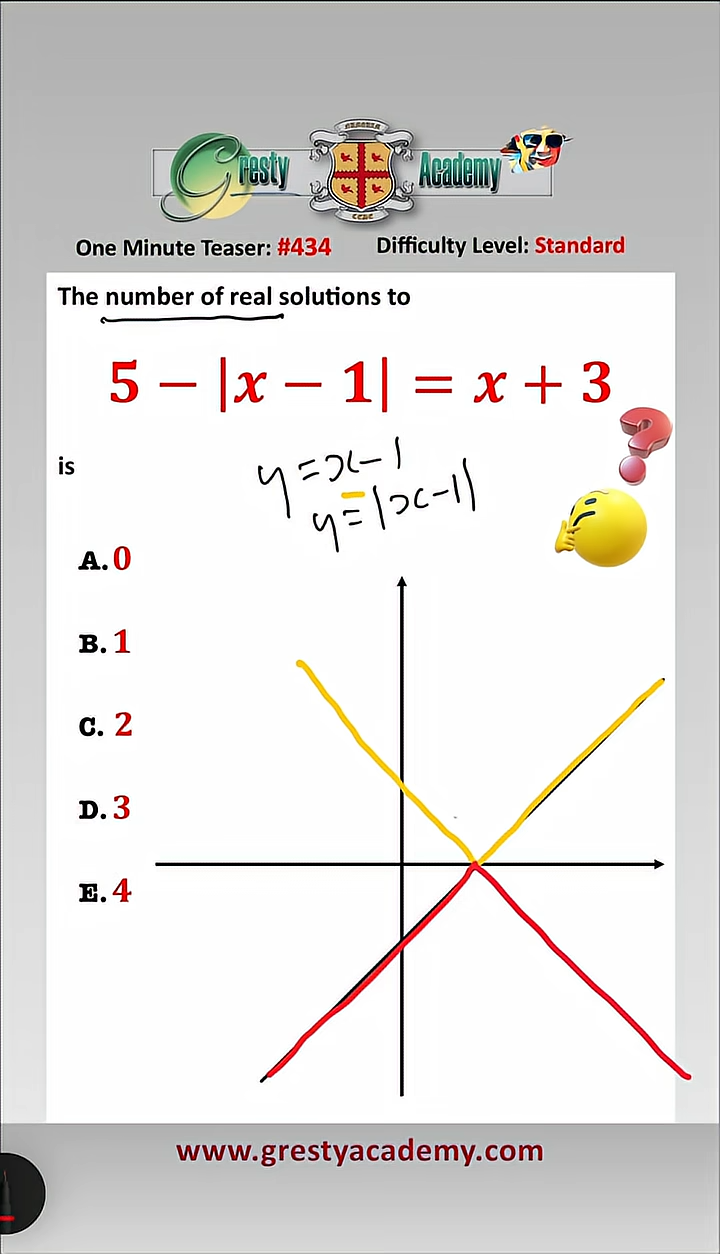 Gresty Academy
One Minute Teaser: #434 Difficulty Level: Standard
The number of real solutions to
5 − |x − 1| = x + 3
is
y = x − 1
y = |x − 1|
A. 0
B. 1
C. 2
D. 3
E. 4
www.grestyacademy.com